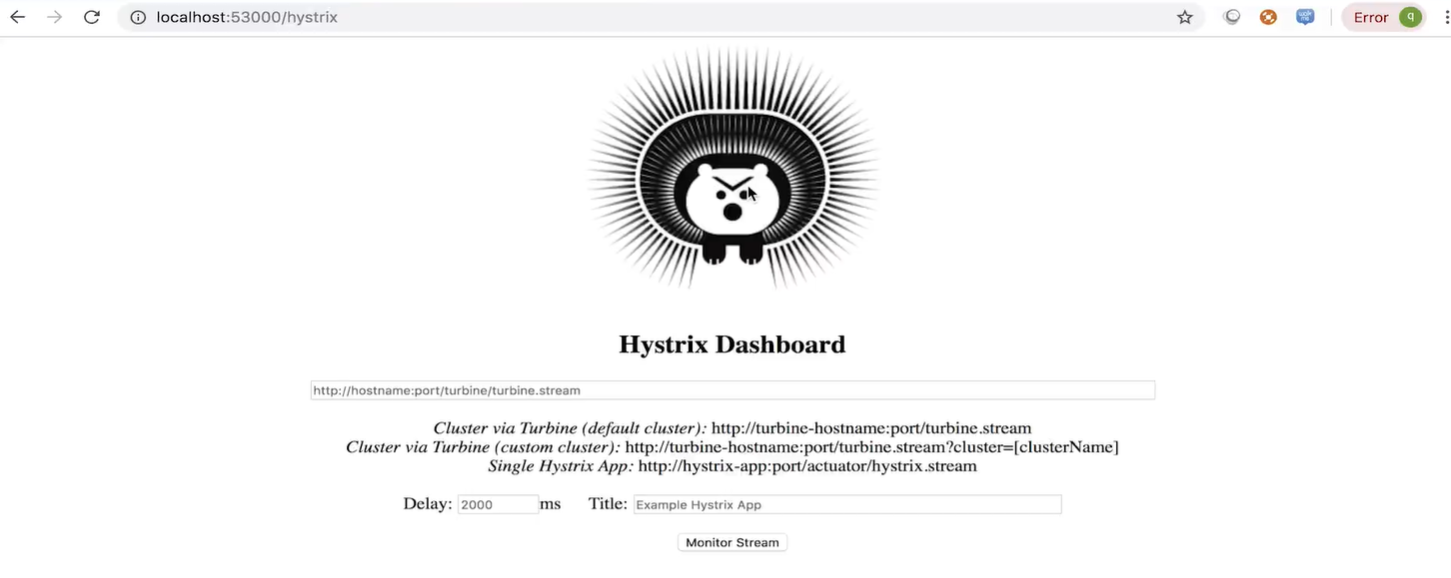 localhost:53000/hystrix
Error q
Hystrix Dashboard
http://hostname:port/turbine/turbine.stream
Cluster via Turbine (default cluster): http://turbine-hostname:port/turbine.stream
Cluster via Turbine (custom cluster): http://turbine-hostname:port/turbine.stream?cluster=[clusterName]
Single Hystrix App: http://hystrix-app:port/actuator/hystrix.stream
Delay: 2000 ms Title: Example Hystrix App
Monitor Stream